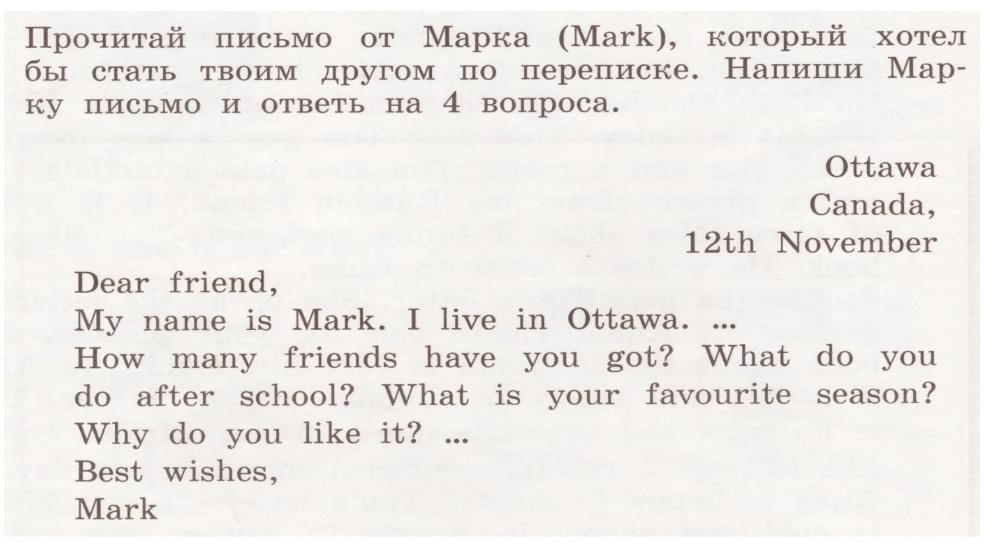 Прочитай письмо от Марка (Mark), который хотел
бы стать твоим другом по переписке. Напиши Мар-
ку письмо и ответь на 4 вопроса.
Ottawa
Canada,
12th November
Dear friend,
My name is Mark. I live in Ottawa. ...
How many friends have you got? What do you
do after school? What is your favourite season?
Why do you like it? ...
Best wishes,
Mark